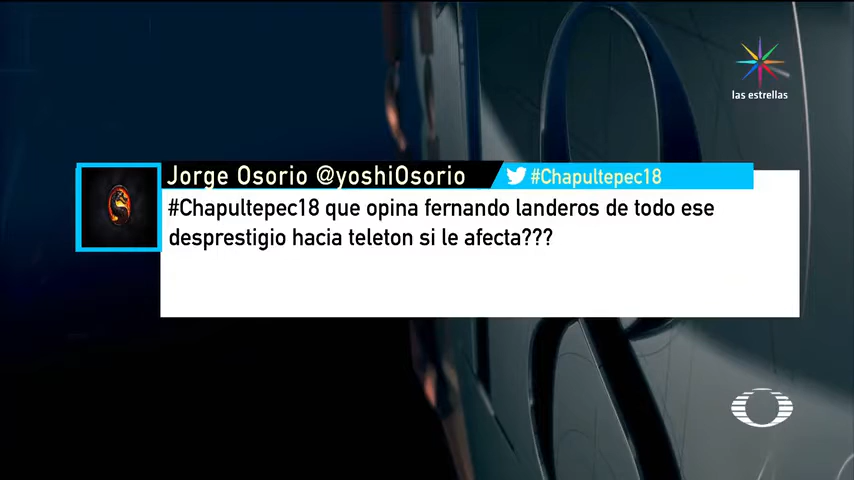 las estrellas
Jorge Osorio @yoshiOsorio
#Chapultepec18
#Chapultepec18 que opina fernando landeros de todo ese
desprestigio hacia teleton si le afecta???